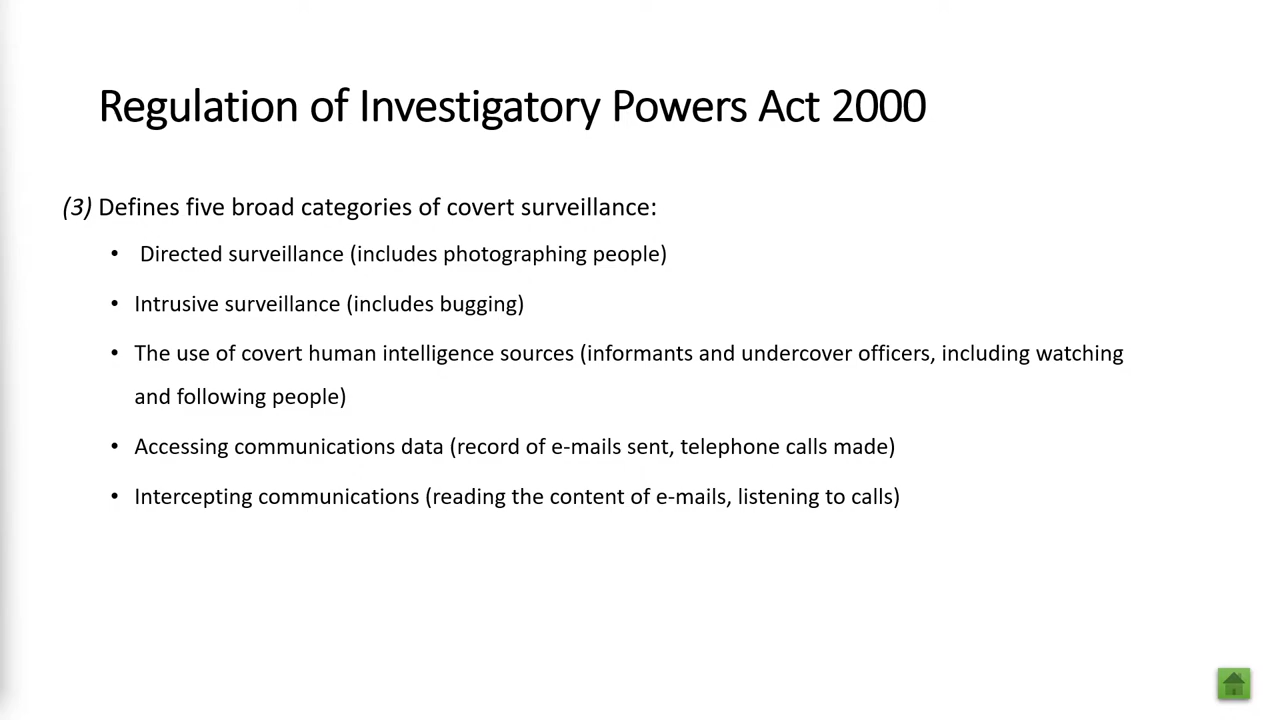 Regulation of Investigatory Powers Act 2000
(3) Defines five broad categories of covert surveillance:
• Directed surveillance (includes photographing people)
• Intrusive surveillance (includes bugging)
• The use of covert human intelligence sources (informants and undercover officers, including watching
and following people)
• Accessing communications data (record of e-mails sent, telephone calls made)
• Intercepting communications (reading the content of e-mails, listening to calls)